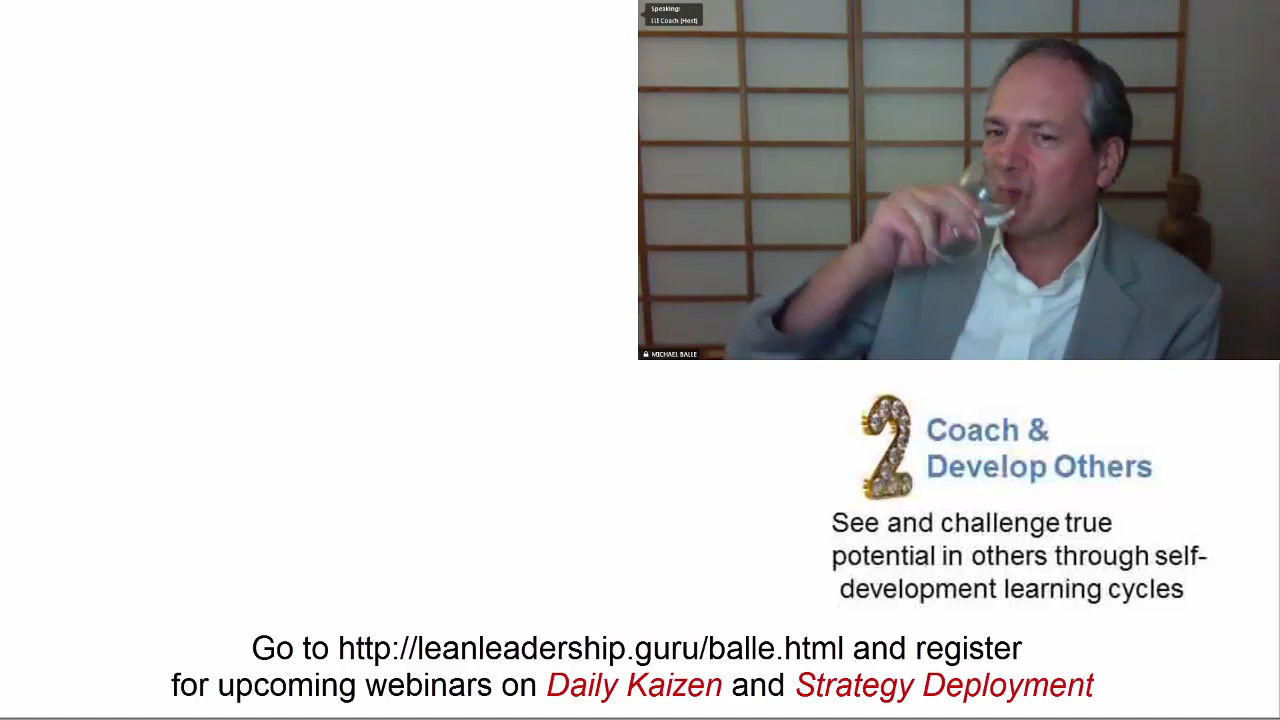 Speaking:
LLI Coach (Host)
MICHAEL BALLE
2
Coach &
Develop Others
See and challenge true
potential in others through self-
development learning cycles
Go to http://leanleadership.guru/balle.html and register
for upcoming webinars on Daily Kaizen and Strategy Deployment